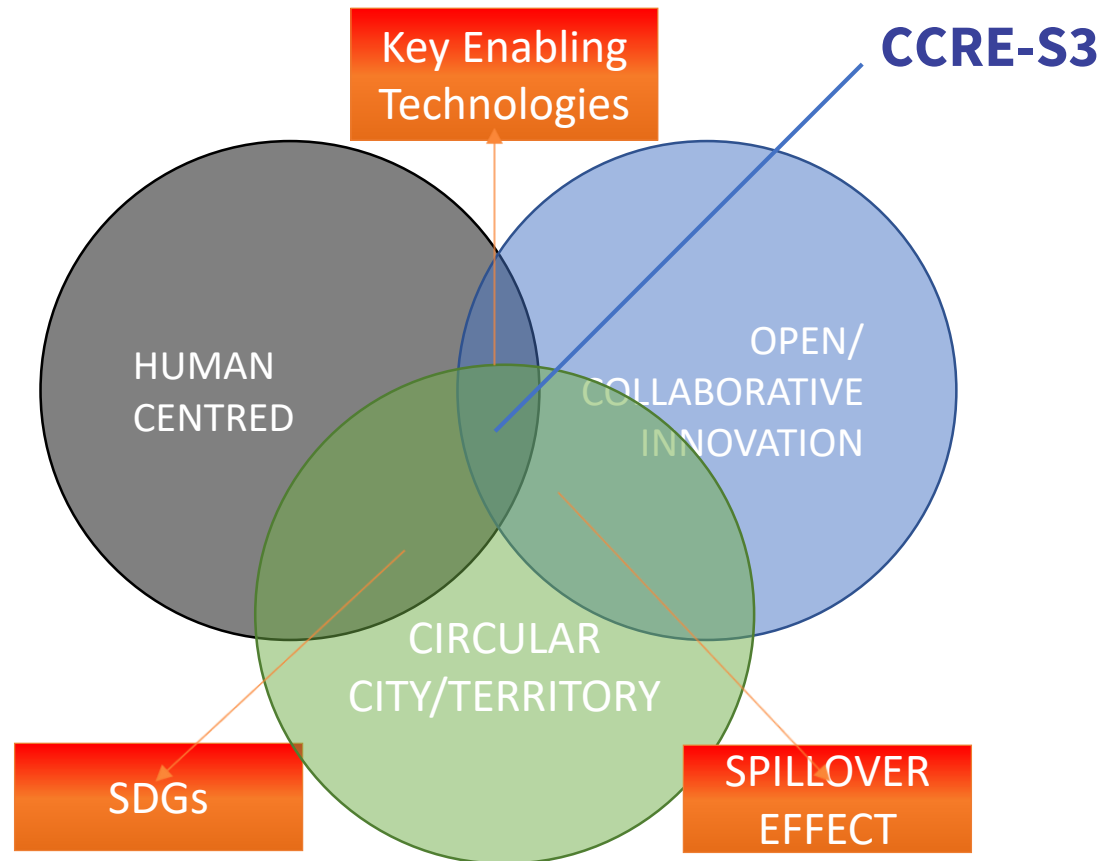 Key Enabling
Technologies
CCRE-S3
HUMAN
CENTRED
OPEN/
COLLABORATIVE
INNOVATION
CIRCULAR
CITY/TERRITORY
SDGs
SPILLOVER
EFFECT